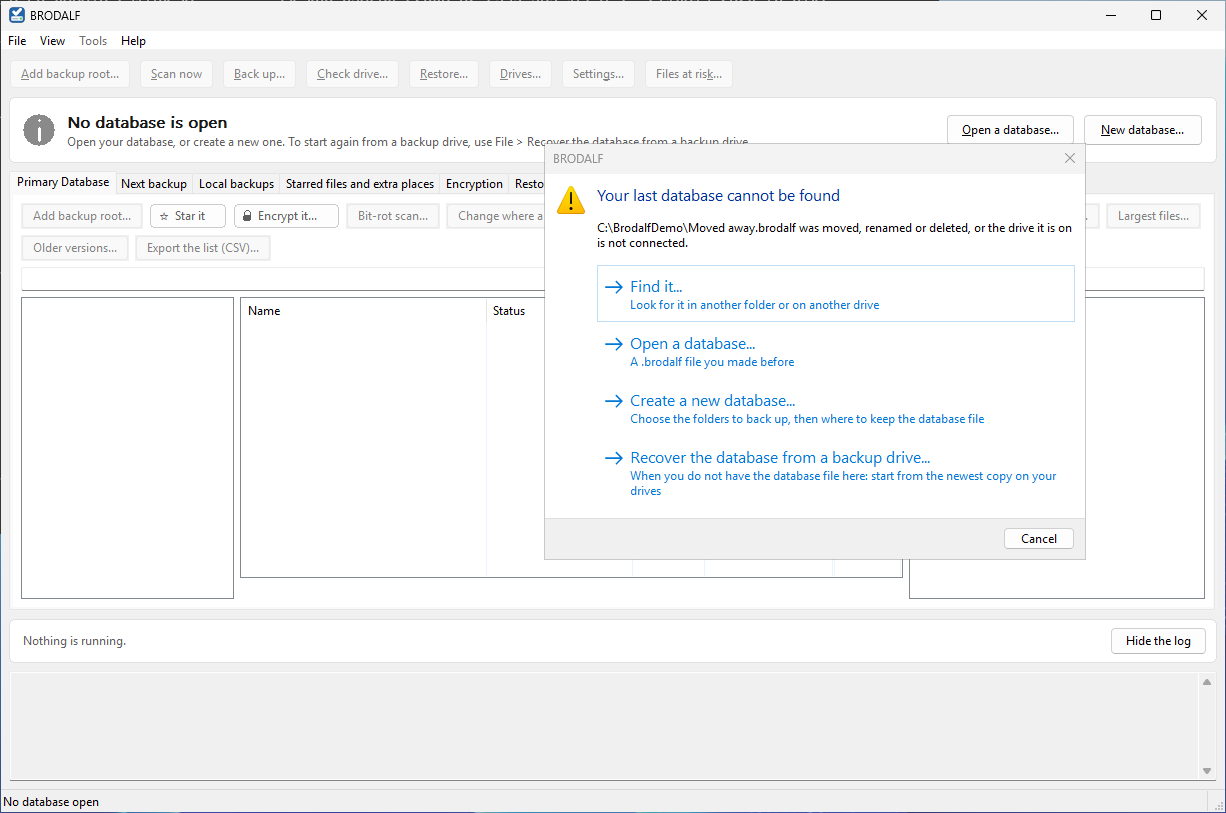 BRODALF
File View Tools Help
Add backup root... Scan now Back up... Check drive... Restore... Drives... Settings... Files at risk...
No database is open
Open your database, or create a new one. To start again from a backup drive, use File > Recover the database from a backup drive.
Open a database... New database...
Primary Database Next backup Local backups Starred files and extra places Encryption Resto
Add backup root... ☆ Star it Encrypt it... Bit-rot scan... Change where a Largest files...
Older versions... Export the list (CSV)...
Name Status
BRODALF
Your last database cannot be found
C:\BrodalfDemo\Moved away.brodalf was moved, renamed or deleted, or the drive it is on
is not connected.
Find it...
Look for it in another folder or on another drive
Open a database...
A .brodalf file you made before
Create a new database...
Choose the folders to back up, then where to keep the database file
Recover the database from a backup drive...
When you do not have the database file here: start from the newest copy on your
drives
Cancel
Nothing is running.
Hide the log
No database open